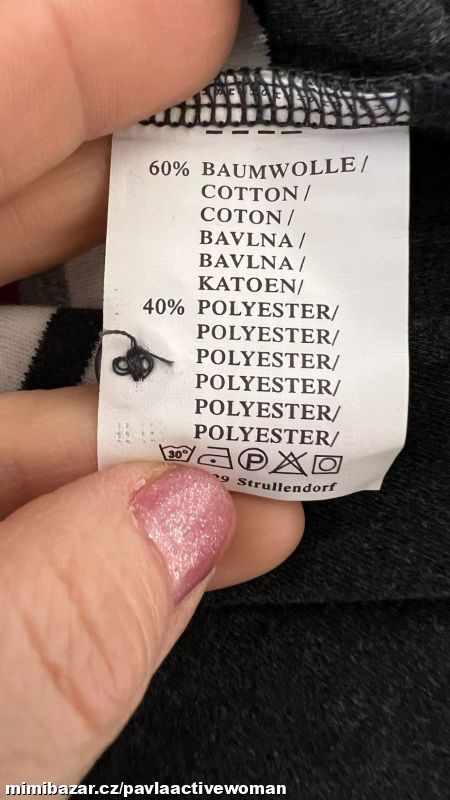 60% BAUMWOLLE/
COTTON/
COTON/
BAVLNA/
BAVLNA/
KATOEN/
40% POLYESTER/
POLYESTER/
POLYESTER/
POLYESTER/
POLYESTER/
POLYESTER/
30° P
Strullendorf
mimibazar.cz/pavlaactivewoman